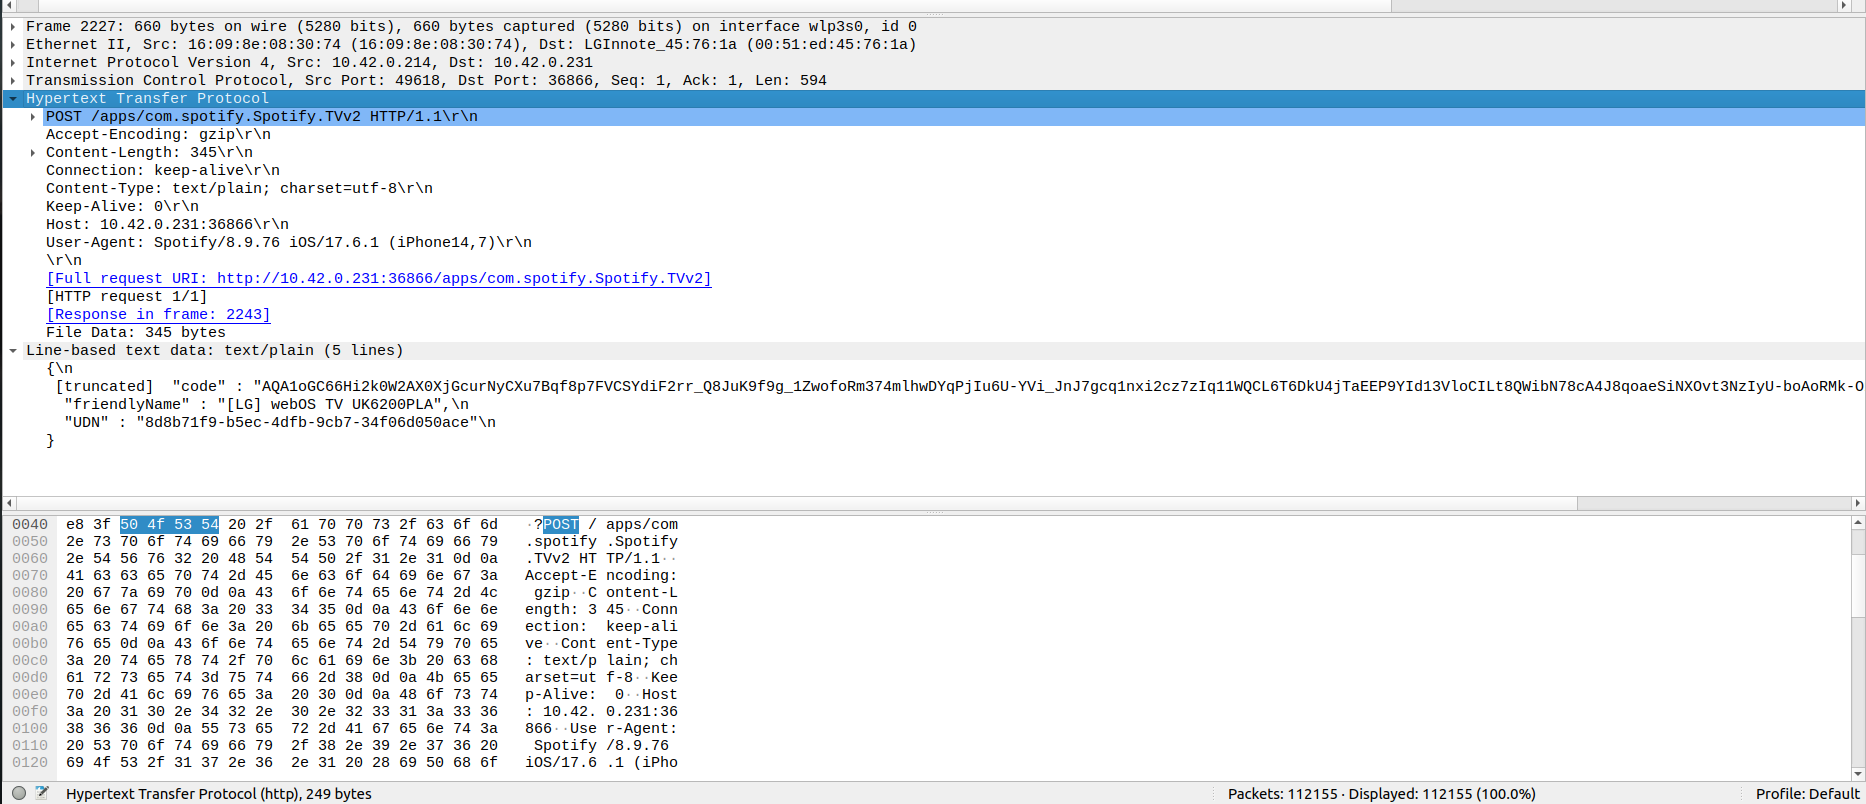 Frame 2227: 660 bytes on wire (5280 bits), 660 bytes captured (5280 bits) on interface wlp3s0, id 0
Ethernet II, Src: 16:09:8e:08:30:74 (16:09:8e:08:30:74), Dst: LGInnote_45:76:1a (00:51:ed:45:76:1a)
Internet Protocol Version 4, Src: 10.42.0.214, Dst: 10.42.0.231
Transmission Control Protocol, Src Port: 49618, Dst Port: 36866, Seq: 1, Ack: 1, Len: 594
Hypertext Transfer Protocol
POST /apps/com.spotify.Spotify.TVv2 HTTP/1.1\r\n
Accept-Encoding: gzip\r\n
Content-Length: 345\r\n
Connection: keep-alive\r\n
Content-Type: text/plain; charset=utf-8\r\n
Keep-Alive: 0\r\n
Host: 10.42.0.231:36866\r\n
User-Agent: Spotify/8.9.76 iOS/17.6.1 (iPhone14,7)\r\n
\r\n
[Full request URI: http://10.42.0.231:36866/apps/com.spotify.Spotify.TVv2]
[HTTP request 1/1]
[Response in frame: 2243]
File Data: 345 bytes
Line-based text data: text/plain (5 lines)
{\n
[truncated]  "code" : "AQA1oGC66Hi2k0W2AX0XjGcurNyCXu7Bqf8p7FVCSYdiF2rr_Q8JuK9f9g_1ZwofoRm374mlhwDYqPjIu6U-YVi_JnJ7gcq1nxi2cz7zIq11WQCL6T6DkU4jTaEEP9YId13VloCILt8QWibN78cA4J8qoaeSiNXOvt3NzIyU-boAoRMk-O
"friendlyName" : "[LG] webOS TV UK6200PLA",\n
"UDN" : "8d8b71f9-b5ec-4dfb-9cb7-34f06d050ace"\n
}
0040  e8 3f 50 4f 53 54 20 2f  61 70 70 73 2f 63 6f 6d   ·?POST / apps/com
0050  2e 73 70 6f 74 69 66 79  2e 53 70 6f 74 69 66 79   .spotify .Spotify
0060  2e 54 56 76 32 20 48 54  54 50 2f 31 2e 31 0d 0a   .TVv2 HT TP/1.1··
0070  41 63 63 65 70 74 2d 45  6e 63 6f 64 69 6e 67 3a   Accept-E ncoding:
0080  20 67 7a 69 70 0d 0a 43  6f 6e 74 65 6e 74 2d 4c    gzip··C ontent-L
0090  65 6e 67 74 68 3a 20 33  34 35 0d 0a 43 6f 6e 6e   ength: 3 45··Conn
00a0  65 63 74 69 6f 6e 3a 20  6b 65 65 70 2d 61 6c 69   ection:  keep-ali
00b0  76 65 0d 0a 43 6f 6e 74  65 6e 74 2d 54 79 70 65   ve··Cont ent-Type
00c0  3a 20 74 65 78 74 2f 70  6c 61 69 6e 3b 20 63 68   : text/p lain; ch
00d0  61 72 73 65 74 3d 75 74  66 2d 38 0d 0a 4b 65 65   arset=ut f-8··Kee
00e0  70 2d 41 6c 69 76 65 3a  20 30 0d 0a 48 6f 73 74   p-Alive:  0··Host
00f0  3a 20 31 30 2e 34 32 2e  30 2e 32 33 31 3a 33 36   : 10.42. 0.231:36
0100  38 36 36 0d 0a 55 73 65  72 2d 41 67 65 6e 74 3a   866··Use r-Agent:
0110  20 53 70 6f 74 69 66 79  2f 38 2e 39 2e 37 36 20    Spotify /8.9.76
0120  69 4f 53 2f 31 37 2e 36  2e 31 20 28 69 50 68 6f   iOS/17.6 .1 (iPho
Hypertext Transfer Protocol (http), 249 bytes  Packets: 112155 · Displayed: 112155 (100.0%)  Profile: Default